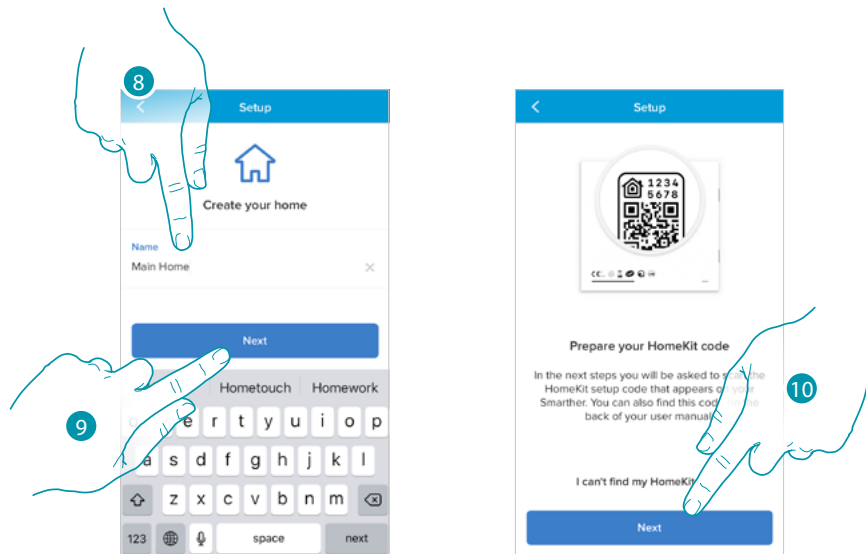 8
Setup
Create your home
Name
Main Home
Next
Hometouch Homework
e r t y u i o p
a s d f g h j k l
z x c v b n m
123 space next
9
Setup
1234
5678
CE
Prepare your HomeKit code
In the next steps you will be asked to scan the
HomeKit setup code that appears on your
Smarther. You can also find this code on the
back of your user manual
I can't find my HomeKit
Next
10